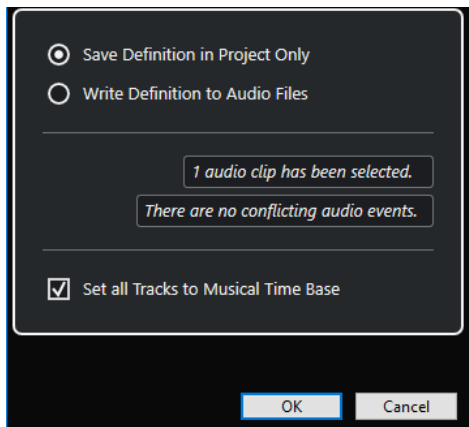 Save Definition in Project Only
Write Definition to Audio Files
1 audio clip has been selected.
There are no conflicting audio events.
Set all Tracks to Musical Time Base
OK Cancel